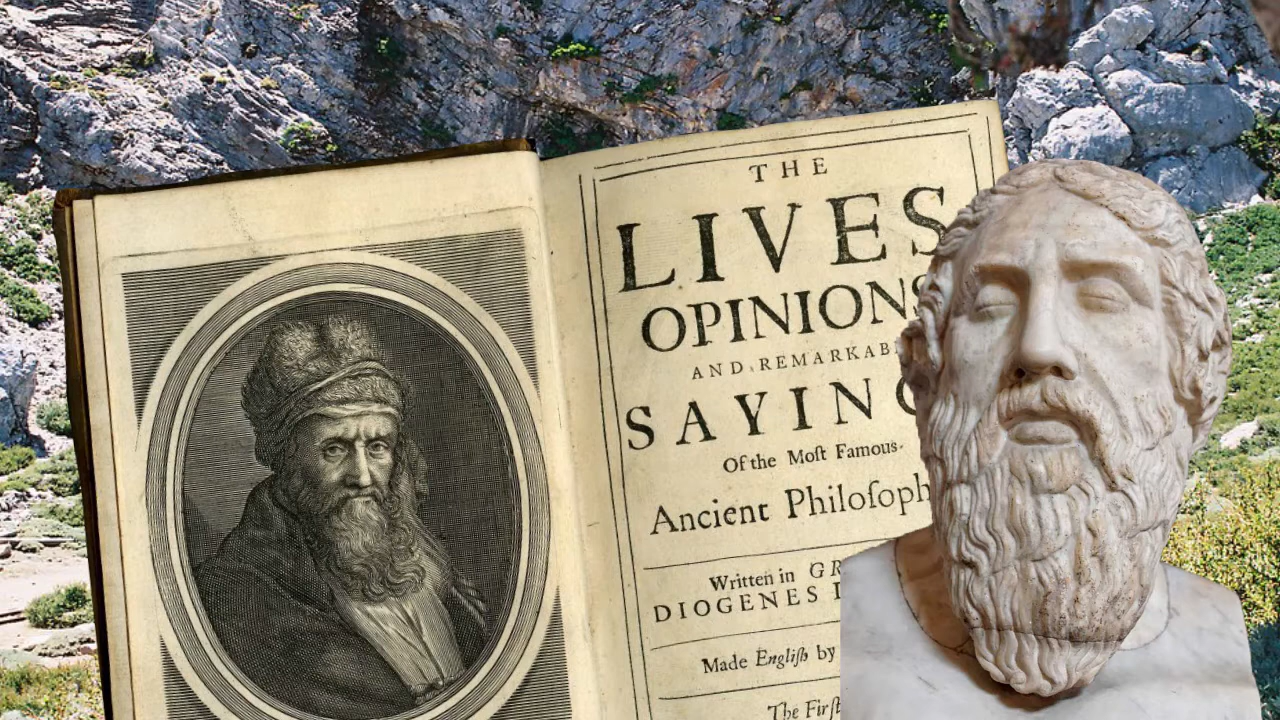 THE
LIVES
OPINIONS
AND REMARKAB
SAYING
Of the Moſt Famous
Ancient Philoſoph
Written in GR
DIOGENES
Made Engliſh by
The Firſt